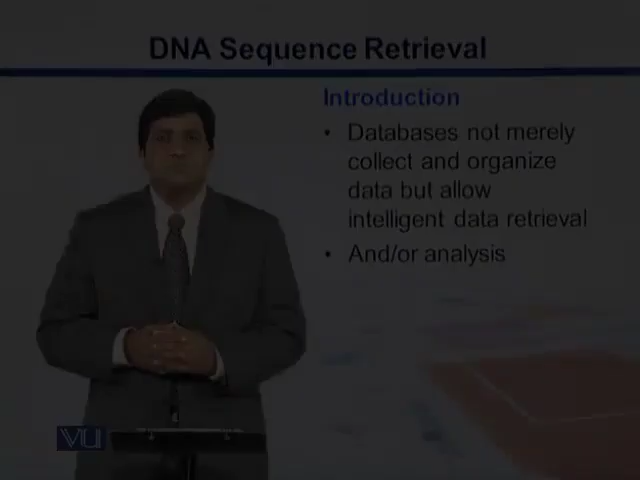 DNA Sequence Retrieval
Introduction
• Databases not merely
collect and organize
data but allow
intelligent data retrieval
• And/or analysis
VU